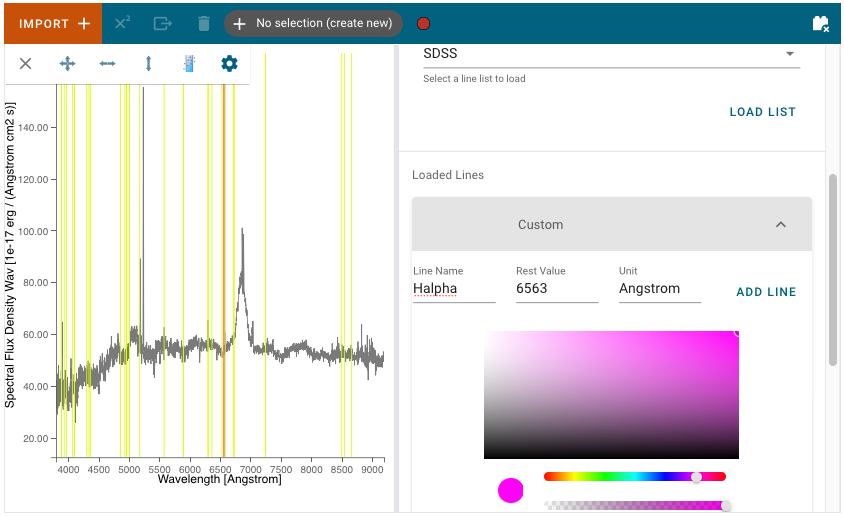 IMPORT +
X²
+ No selection (create new)
SDSS
Select a line list to load
LOAD LIST
Loaded Lines
Custom
Line Name
Rest Value
Unit
Halpha
6563
Angstrom
ADD LINE
Spectral Flux Density Wav [1e-17 erg / (Angstrom cm2 s)]
140.00
120.00
100.00
80.00
60.00
40.00
20.00
4000 4500 5000 5500 6000 6500 7000 7500 8000 8500 9000
Wavelength [Angstrom]